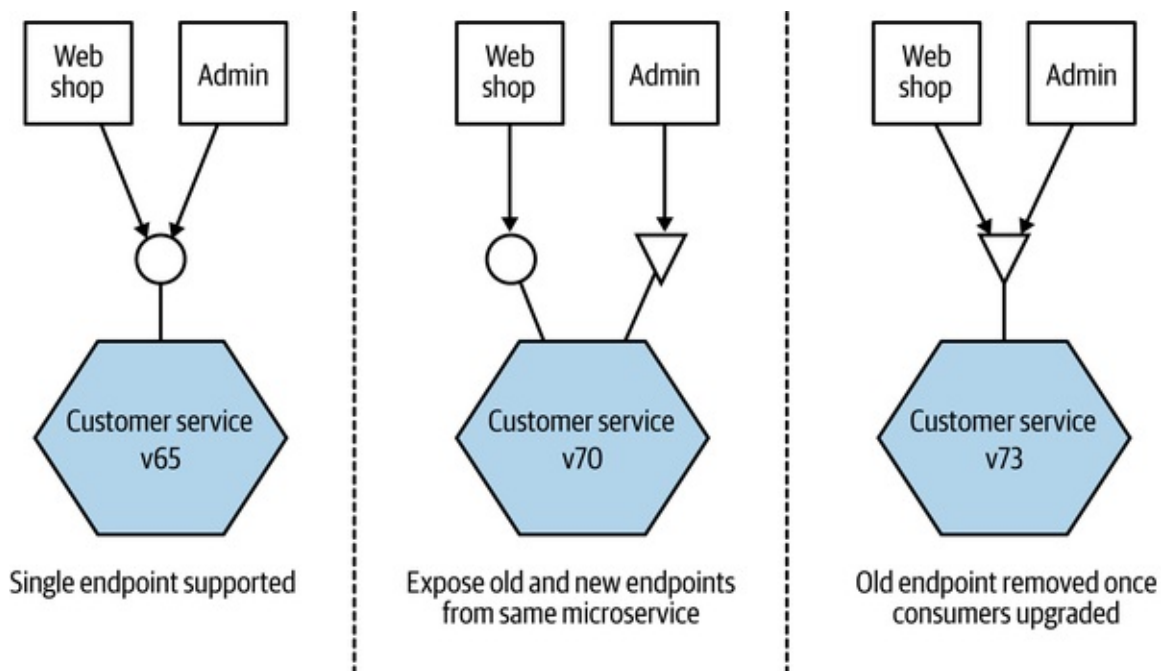 Web
shop
Admin
Customer service
v65
Single endpoint supported
Web
shop
Admin
Customer service
v70
Expose old and new endpoints
from same microservice
Web
shop
Admin
Customer service
v73
Old endpoint removed once
consumers upgraded